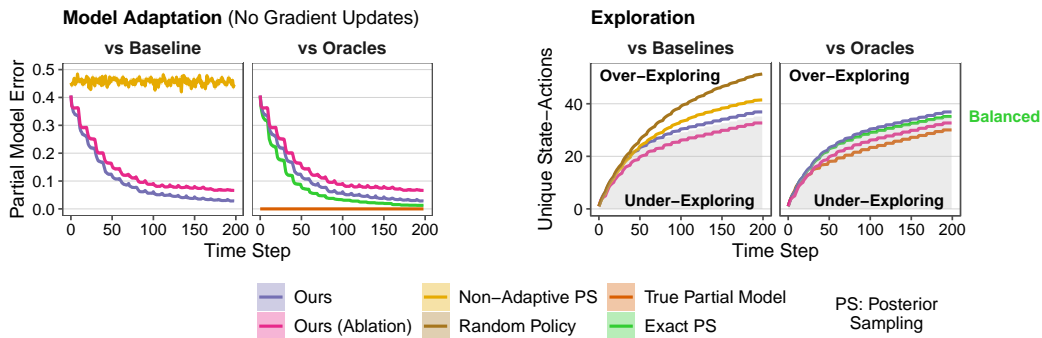 Model Adaptation (No Gradient Updates)
vs Baseline
vs Oracles
Partial Model Error
0.5
0.4
0.3
0.2
0.1
0.0
0 50 100 150 200
0 50 100 150 200
Time Step
Exploration
vs Baselines
vs Oracles
Unique State−Actions
40
20
0
Over−Exploring
Under−Exploring
Over−Exploring
Under−Exploring
Balanced
0 50 100 150 200
0 50 100 150 200
Time Step
Ours
Non−Adaptive PS
True Partial Model
Ours (Ablation)
Random Policy
Exact PS
PS: Posterior
Sampling